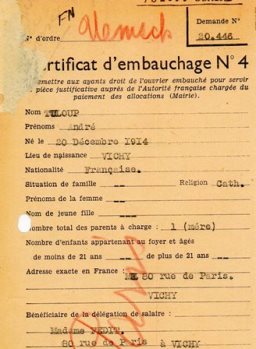 FN
Demande N°
N° d'ordre
20.446
ertificat d'embauchage N° 4
remettre aux ayants droit de l'ouvrier embauché pour servir
pièce justificative auprès de l'Autorité française chargée du
paiement des allocations (Mairie).
Nom TULOUP
Prénoms André
Né le 20 Décembre 1914
Lieu de naissance VICHY
Nationalité Française.
Situation de famille -- Religion Cath.
Prénoms de la femme --
Nom de jeune fille ---
Nombre total des parents à charge : 1 (mére)
Nombre d'enfants appartenant au foyer et âgés
de moins de 21 ans -- de plus de 21 ans --
Adresse exacte en France : 80 rue de Paris.
VICHY
Bénéficiaire de la délégation de salaire :
Madame PEDIT.
80 rue de Paris à VICHY